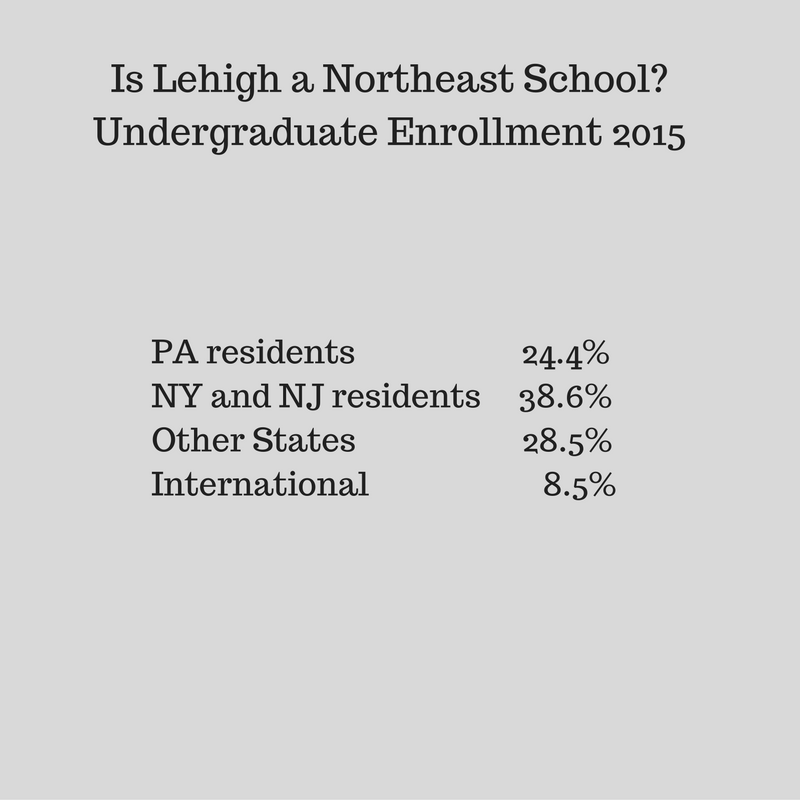 Is Lehigh a Northeast School?
Undergraduate Enrollment 2015
PA residents 24.4%
NY and NJ residents 38.6%
Other States 28.5%
International 8.5%